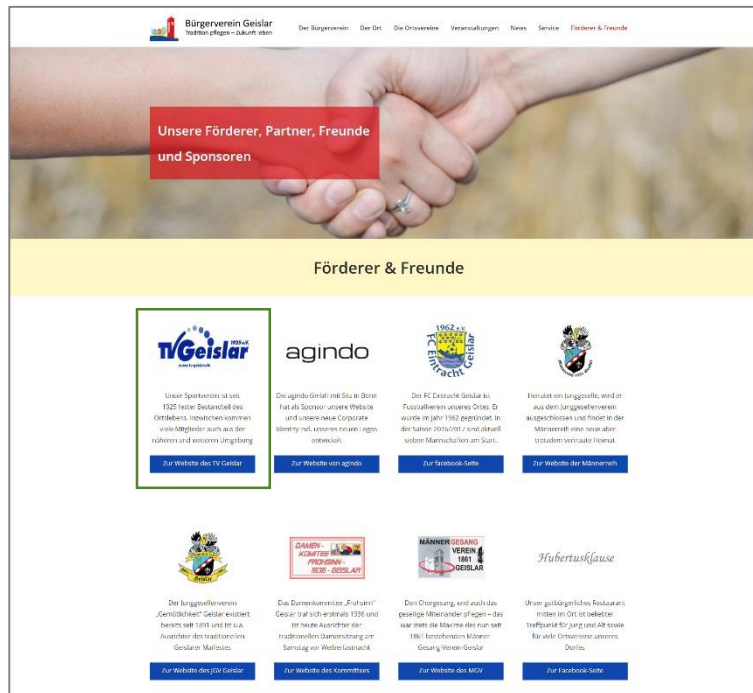 Bürgerverein Geislar
Tradition pflegen – Zukunft leben
Der Bürgerverein Der Ort Die Ortsvereine Veranstaltungen News Service Förderer & Freunde
Unsere Förderer, Partner, Freunde
und Sponsoren
Förderer & Freunde
TVGeislar 1925 e.V.
Unser Sportverein ist seit
1925 fester Bestandteil des
Ortslebens. Inzwischen kommen
viele Mitglieder auch aus der
näheren und weiteren Umgebung
Zur Website des TV Geislar
agindo
Die agindo GmbH mit Sitz in Bonn
hat als Sponsor unsere Website
und unsere neue Corporate
Identity incl. unseres neuen Logos
entwickelt.
Zur Website von agindo
1962 e.V.
FC Eintracht Geislar
Der FC Eintracht Geislar ist
Fussballverein unseres Ortes. Er
wurde im Jahr 1962 gegründet. In
der Saison 2016/2017 sind aktuell
sieben Mannschaften am Start.
Zur facebook-Seite
Heiratet ein Junggeselle, wird er
aus dem Junggesellenverein
ausgeschlossen und findet in der
Männerreih eine neue aber
trotzdem vertraute Heimat
Zur Website der Männerreih
Geislar
Der Junggesellenverein
„Gemütlichkeit" Geislar existiert
bereits seit 1891 und ist u.a.
Ausrichter des traditionellen
Geislarer Maifestes
Zur Website des JGV Geislar
DAMEN-
KOMITEE
FROHSINN -
1936 - GEISLAR
Das Damenkommitee „Frohsinn"
Geislar traf sich erstmals 1936 und
ist heute Ausrichter der
traditionellen Damensitzung am
Samstag vor Weiberfastnacht
Zur Website des Kommittees
MÄNNERGESANG
VEREIN
1861
GEISLAR
Den Chorgesang, und auch das
gesellige Miteinander pflegen – das
war stets die Maxime des nun seit
1861 bestehenden Männer-
Gesang-Verein-Geislar
Zur Website des MGV
Hubertusklause
Unser gutbürgerliches Restaurant
mitten im Ort ist beliebter
Treffpunkt für Jung und Alt sowie
für viele Ortsvereine unseres
Dorfes
Zur Facebook-Seite